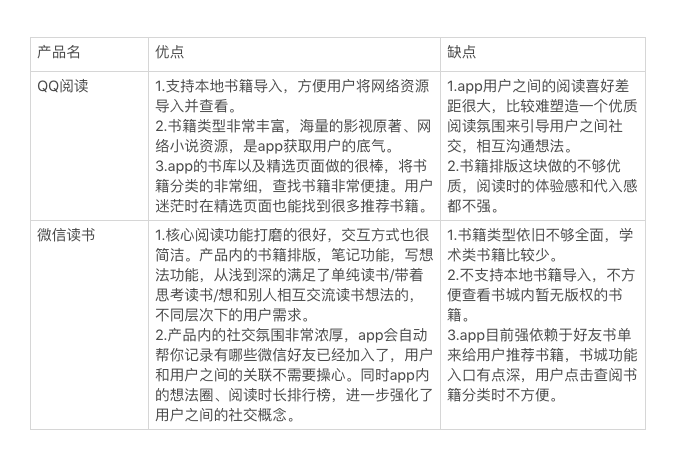 产品名
优点
缺点
QQ阅读
1.支持本地书籍导入，方便用户将网络资源
导入并查看。
2.书籍类型非常丰富，海量的影视原著、网
络小说资源，是app获取用户的底气。
3.app的书库以及精选页面做的很棒，将书
籍分类的非常细，查找书籍非常便捷。用户
迷茫时在精选页面也能找到很多推荐书籍。
1.app用户之间的阅读喜好差
距很大，比较难塑造一个优质
阅读氛围来引导用户之间社
交，相互沟通想法。
2.书籍排版这块做的不够优
质，阅读时的体验感和代入感
都不强。
微信读书
1.核心阅读功能打磨的很好，交互方式也很
简洁。产品内的书籍排版，笔记功能，写想
法功能，从浅到深的满足了单纯读书/带着
思考读书/想和别人相互交流读书想法的，
不同层次下的用户需求。
2.产品内的社交氛围非常浓厚，app会自动
帮你记录有哪些微信好友已经加入了，用户
和用户之间的关联不需要操心。同时app内
的想法圈、阅读时长排行榜，进一步强化了
用户之间的社交概念。
1.书籍类型依旧不够全面，学
术类书籍比较少。
2.不支持本地书籍导入，不方
便查看书城内暂无版权的书
籍。
3.app目前强依赖于好友书单
来给用户推荐书籍，书城功能
入口有点深，用户点击查阅书
籍分类时不方便。